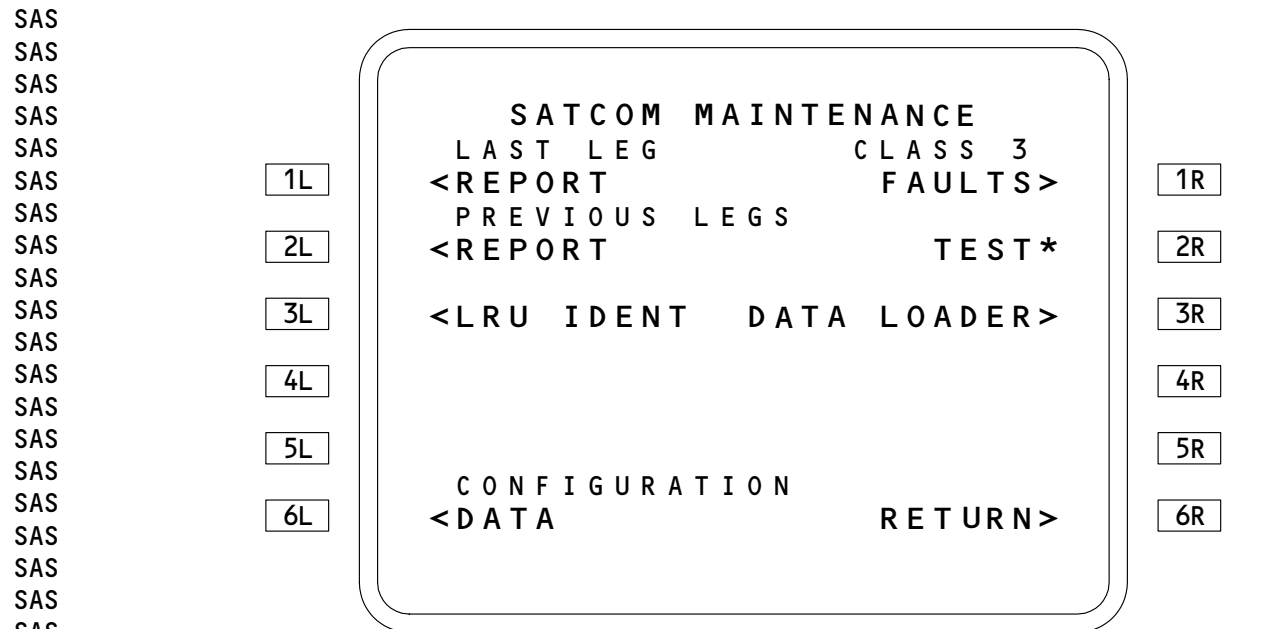 SAS
SAS
SAS
SAS SATCOM MAINTENANCE
SAS LAST LEG CLASS 3
SAS 1L <REPORT FAULTS> 1R
SAS PREVIOUS LEGS
SAS 2L <REPORT TEST* 2R
SAS
SAS 3L <LRU IDENT DATA LOADER> 3R
SAS
SAS 4L 4R
SAS
SAS 5L 5R
SAS CONFIGURATION
SAS 6L <DATA RETURN> 6R
SAS
SAS
SAS
SAS